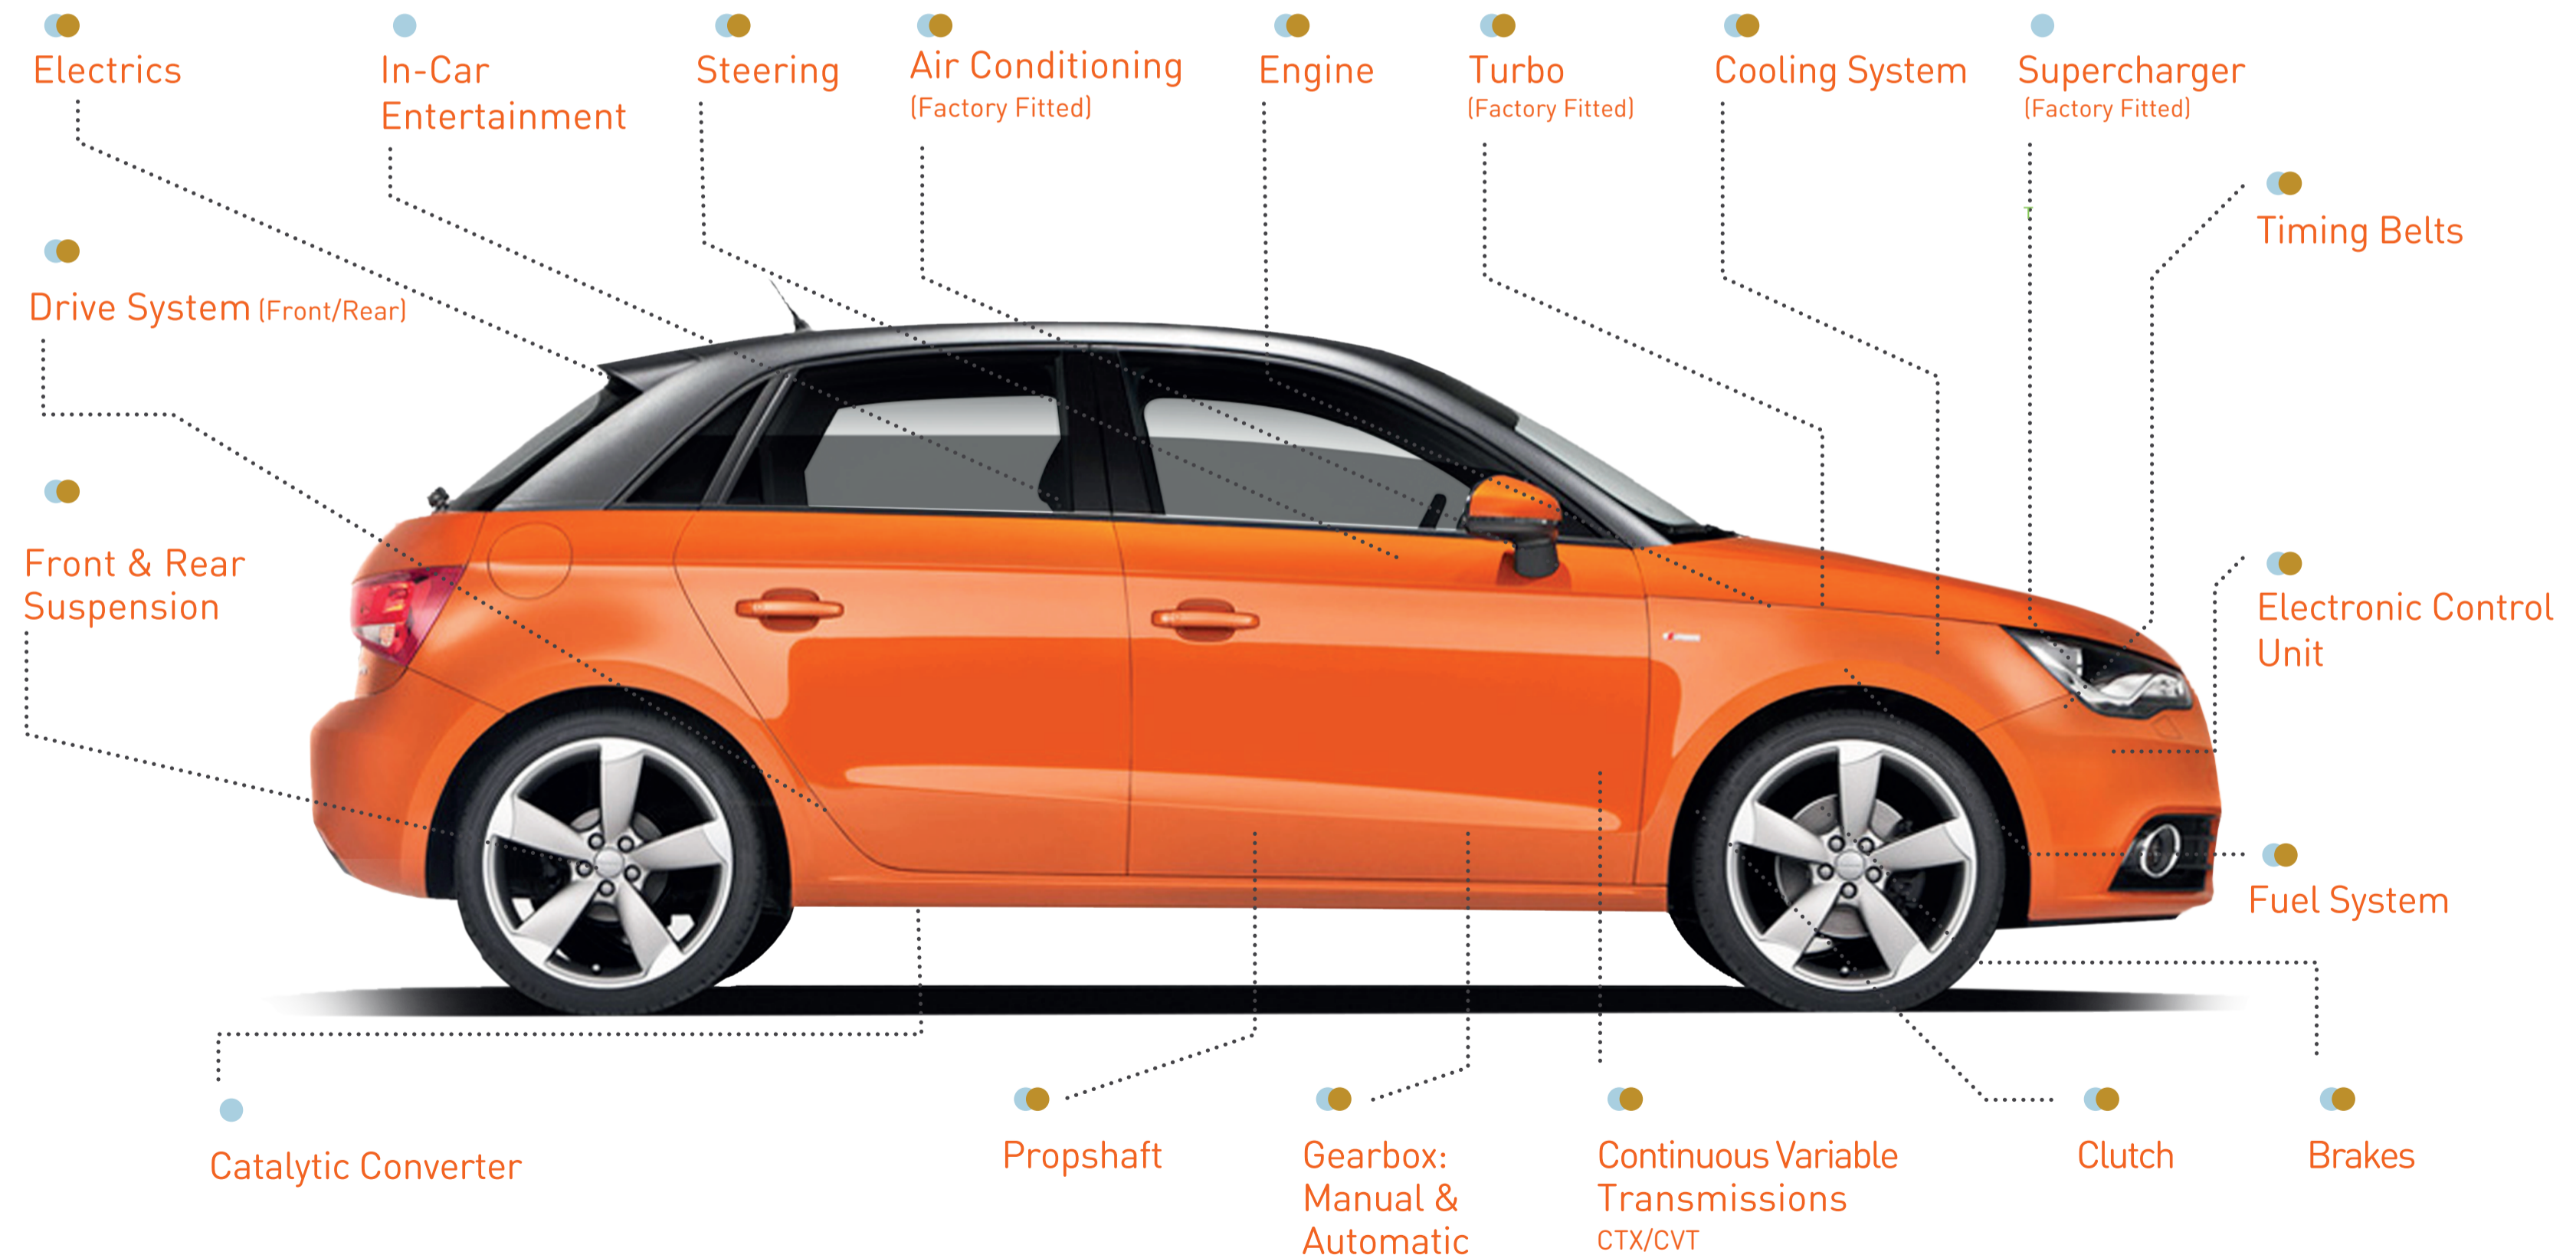 Electrics
In-Car
Entertainment
Steering
Air Conditioning
(Factory Fitted)
Engine
Turbo
(Factory Fitted)
Cooling System
Supercharger
(Factory Fitted)
T
Timing Belts
Drive System (Front/Rear)
Front & Rear
Suspension
Electronic Control
Unit
Fuel System
Catalytic Converter
Propshaft
Gearbox:
Manual &
Automatic
Continuous Variable
Transmissions
CTX/CVT
Clutch
Brakes